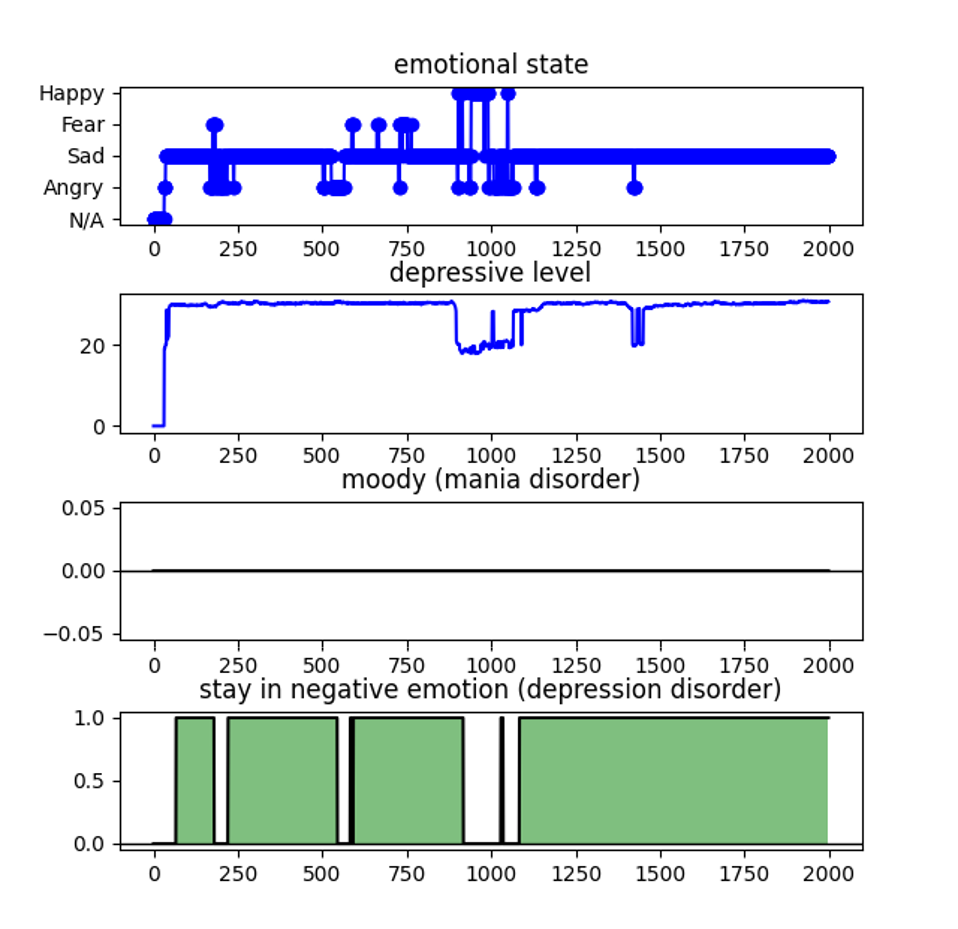 emotional state
Happy
Fear
Sad
Angry
N/A
0 250 500 750 1000 1250 1500 1750 2000
depressive level
20
0
0 250 500 750 1000 1250 1500 1750 2000
moody (mania disorder)
0.05
0.00
−0.05
0 250 500 750 1000 1250 1500 1750 2000
stay in negative emotion (depression disorder)
1.0
0.5
0.0
0 250 500 750 1000 1250 1500 1750 2000